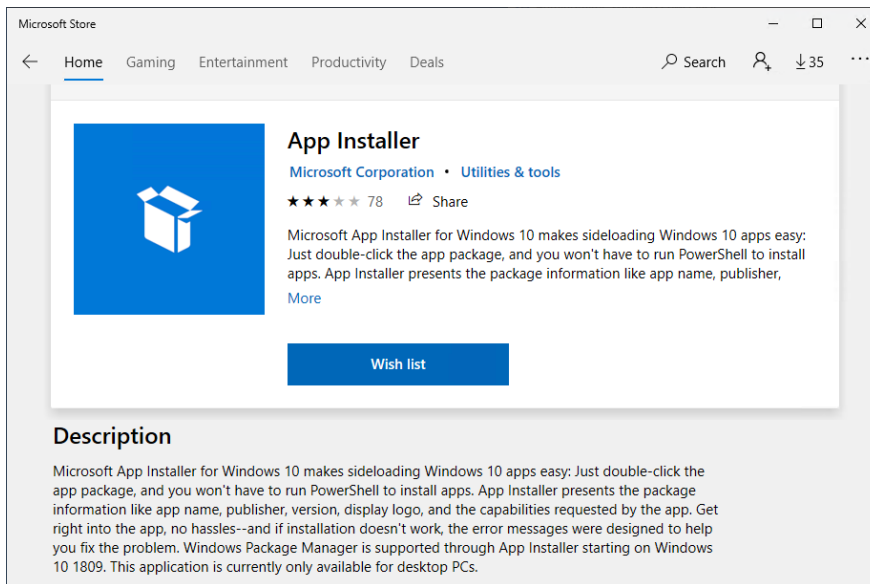 Microsoft Store
Home Gaming Entertainment Productivity Deals Search 35
App Installer
Microsoft Corporation • Utilities & tools
78 Share
Microsoft App Installer for Windows 10 makes sideloading Windows 10 apps easy:
Just double-click the app package, and you won't have to run PowerShell to install
apps. App Installer presents the package information like app name, publisher,
More
Wish list
Description
Microsoft App Installer for Windows 10 makes sideloading Windows 10 apps easy: Just double-click the
app package, and you won't have to run PowerShell to install apps. App Installer presents the package
information like app name, publisher, version, display logo, and the capabilities requested by the app. Get
right into the app, no hassles--and if installation doesn't work, the error messages were designed to help
you fix the problem. Windows Package Manager is supported through App Installer starting on Windows
10 1809. This application is currently only available for desktop PCs.